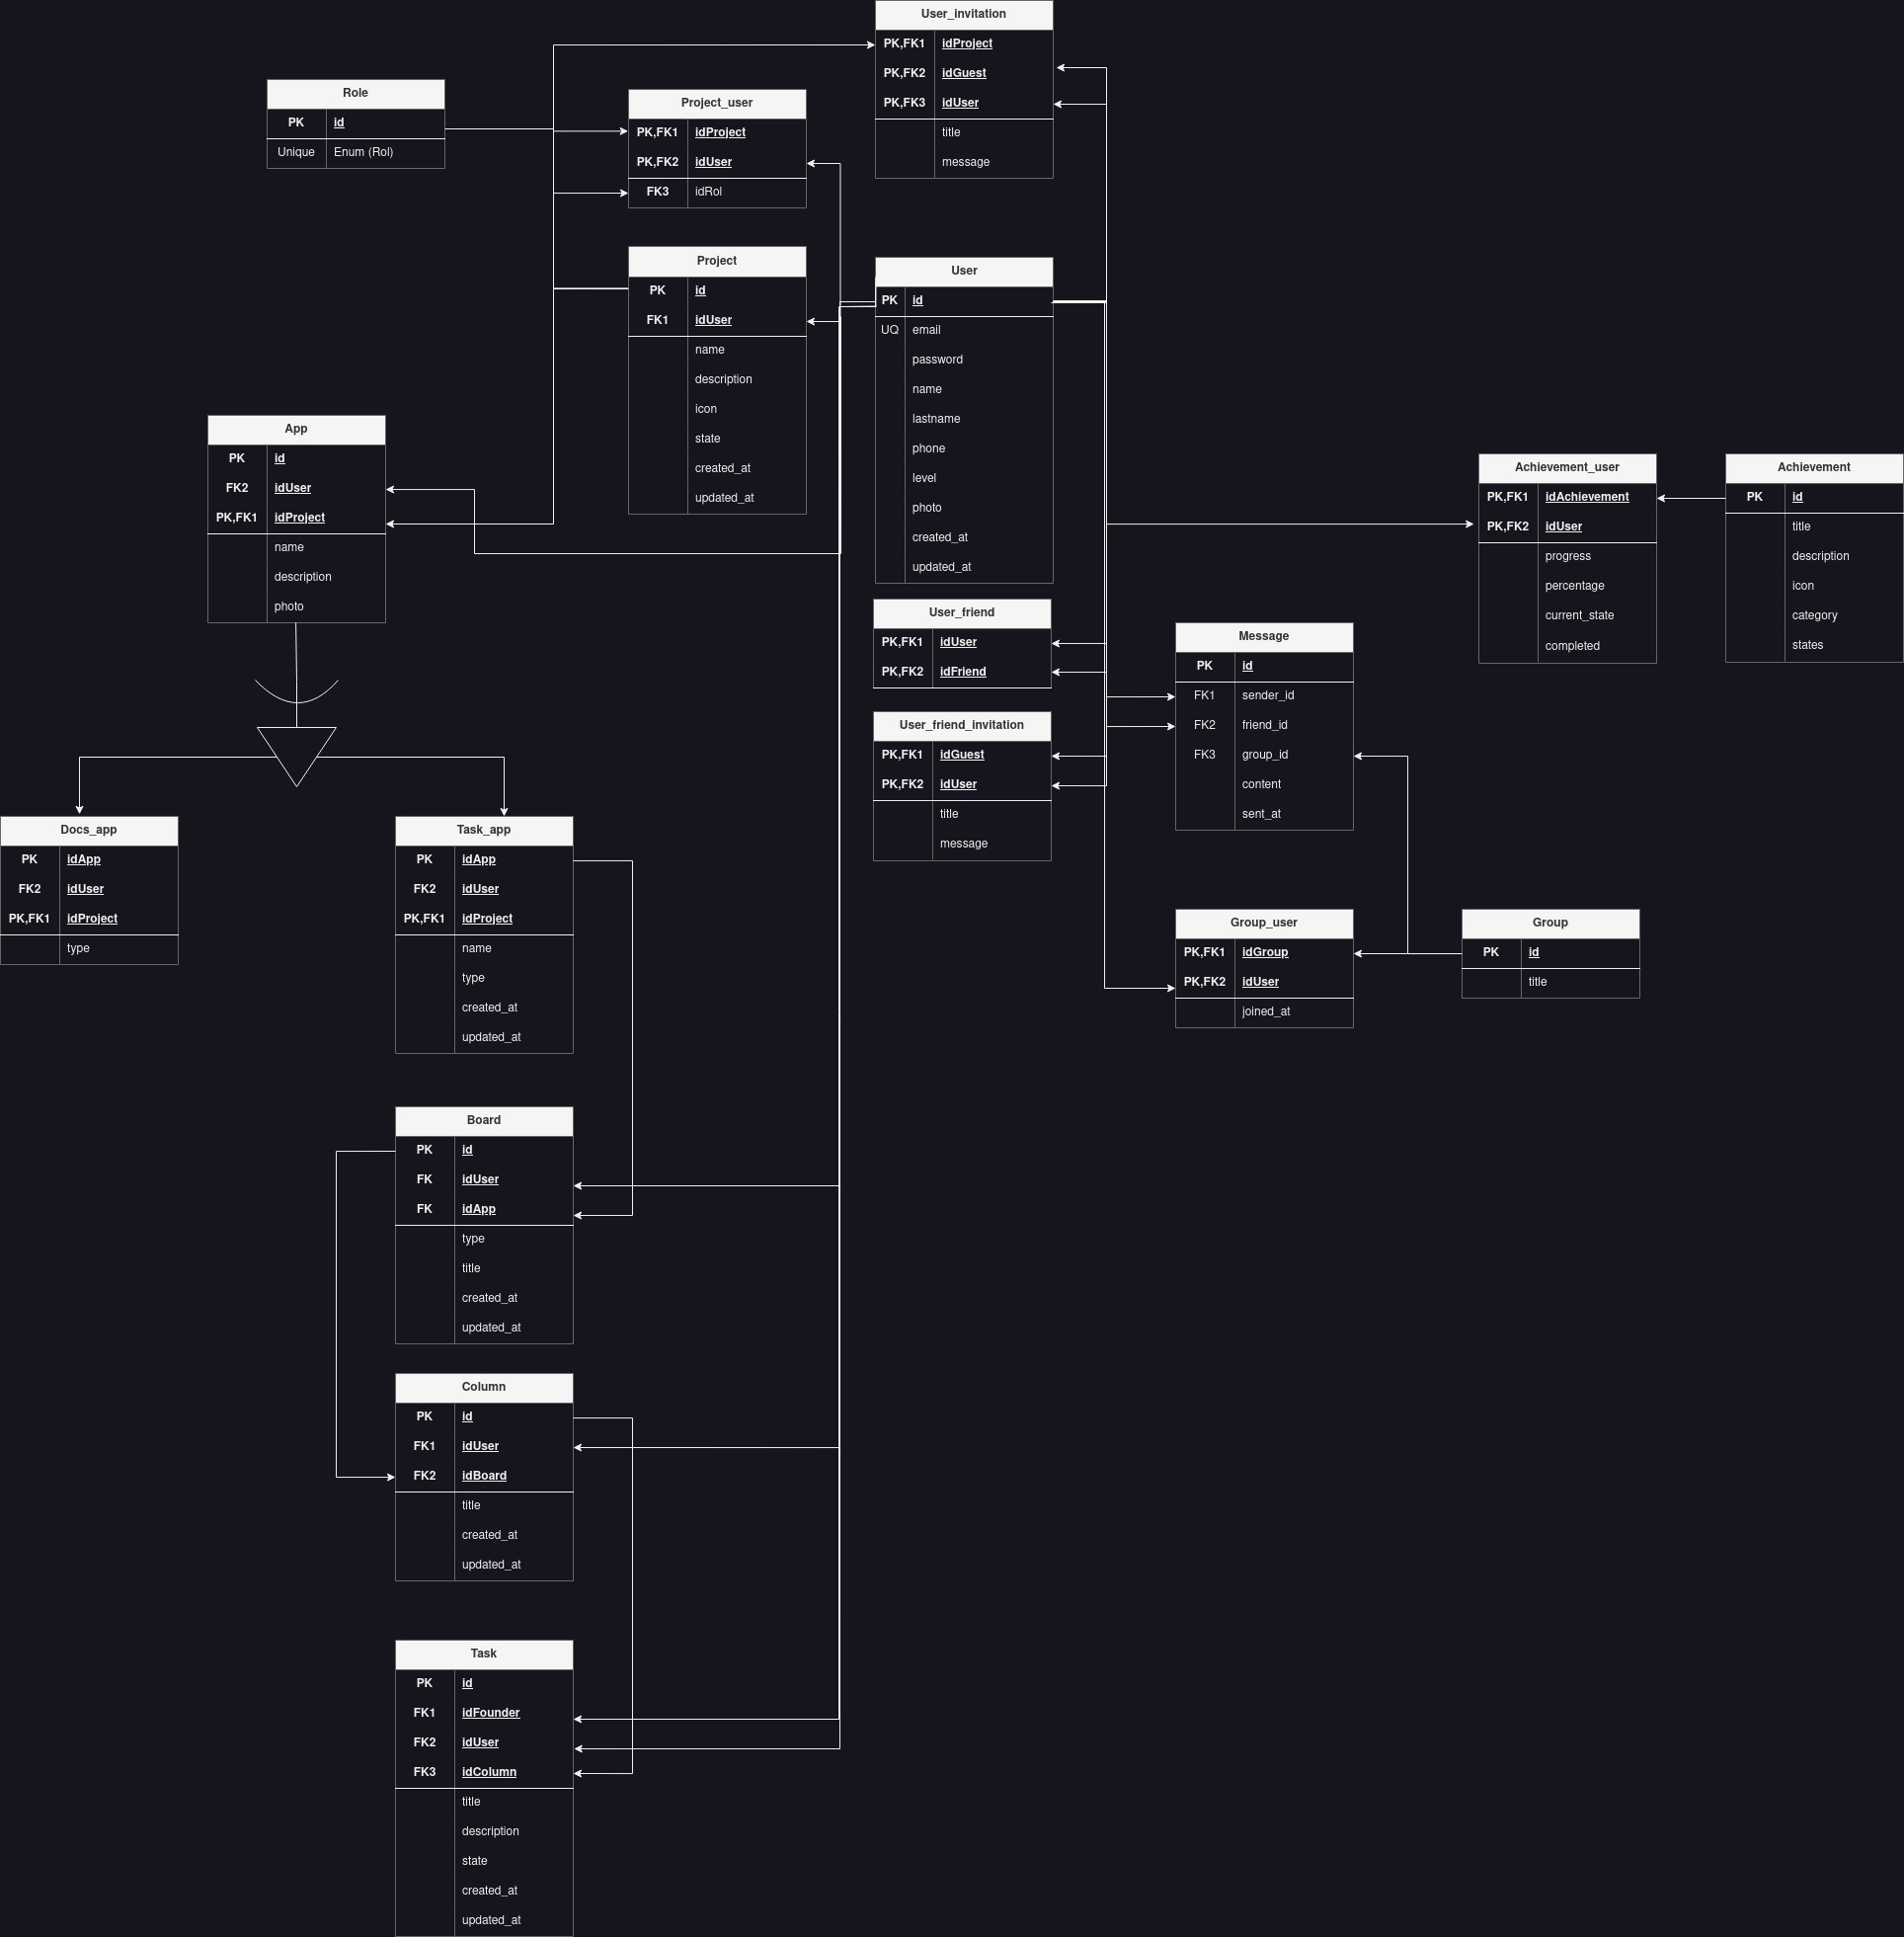 User_invitation
PK,FK1 idProject
PK,FK2 idGuest
PK,FK3 idUser
title
message
Role
PK id
Unique Enum (Rol)
Project_user
PK,FK1 idProject
PK,FK2 idUser
FK3 idRol
Project
PK id
FK1 idUser
name
description
icon
state
created_at
updated_at
User
PK id
UQ email
password
name
lastname
phone
level
photo
created_at
updated_at
App
PK id
FK2 idUser
PK,FK1 idProject
name
description
photo
Achievement_user
PK,FK1 idAchievement
PK,FK2 idUser
progress
percentage
current_state
completed
Achievement
PK id
title
description
icon
category
states
User_friend
PK,FK1 idUser
PK,FK2 idFriend
Message
PK id
FK1 sender_id
FK2 friend_id
FK3 group_id
content
sent_at
User_friend_invitation
PK,FK1 idGuest
PK,FK2 idUser
title
message
Docs_app
PK idApp
FK2 idUser
PK,FK1 idProject
type
Task_app
PK idApp
FK2 idUser
PK,FK1 idProject
name
type
created_at
updated_at
Group_user
PK,FK1 idGroup
PK,FK2 idUser
joined_at
Group
PK id
title
Board
PK id
FK idUser
FK idApp
type
title
created_at
updated_at
Column
PK id
FK1 idUser
FK2 idBoard
title
created_at
updated_at
Task
PK id
FK1 idFounder
FK2 idUser
FK3 idColumn
title
description
state
created_at
updated_at